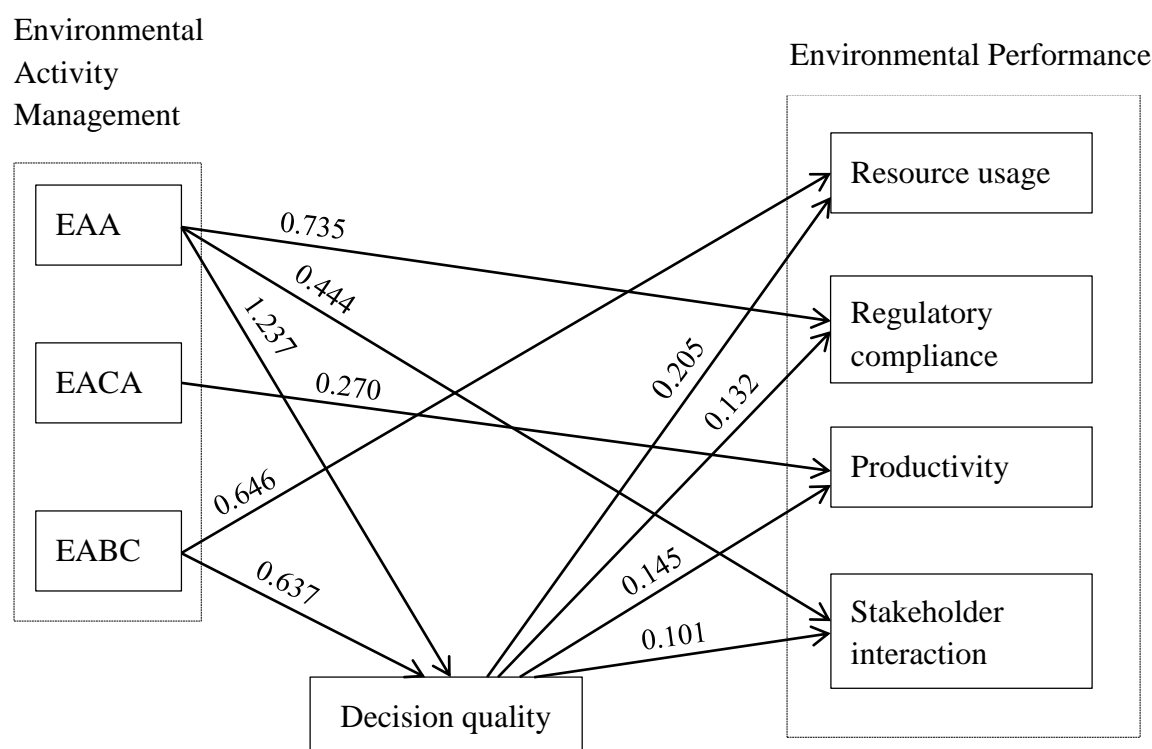 Environmental
Activity
Management
Environmental Performance
EAA
EACA
EABC
0.735
0.444
1.237
0.270
0.646
0.637
0.205
0.132
0.145
0.101
Resource usage
Regulatory
compliance
Productivity
Stakeholder
interaction
Decision quality